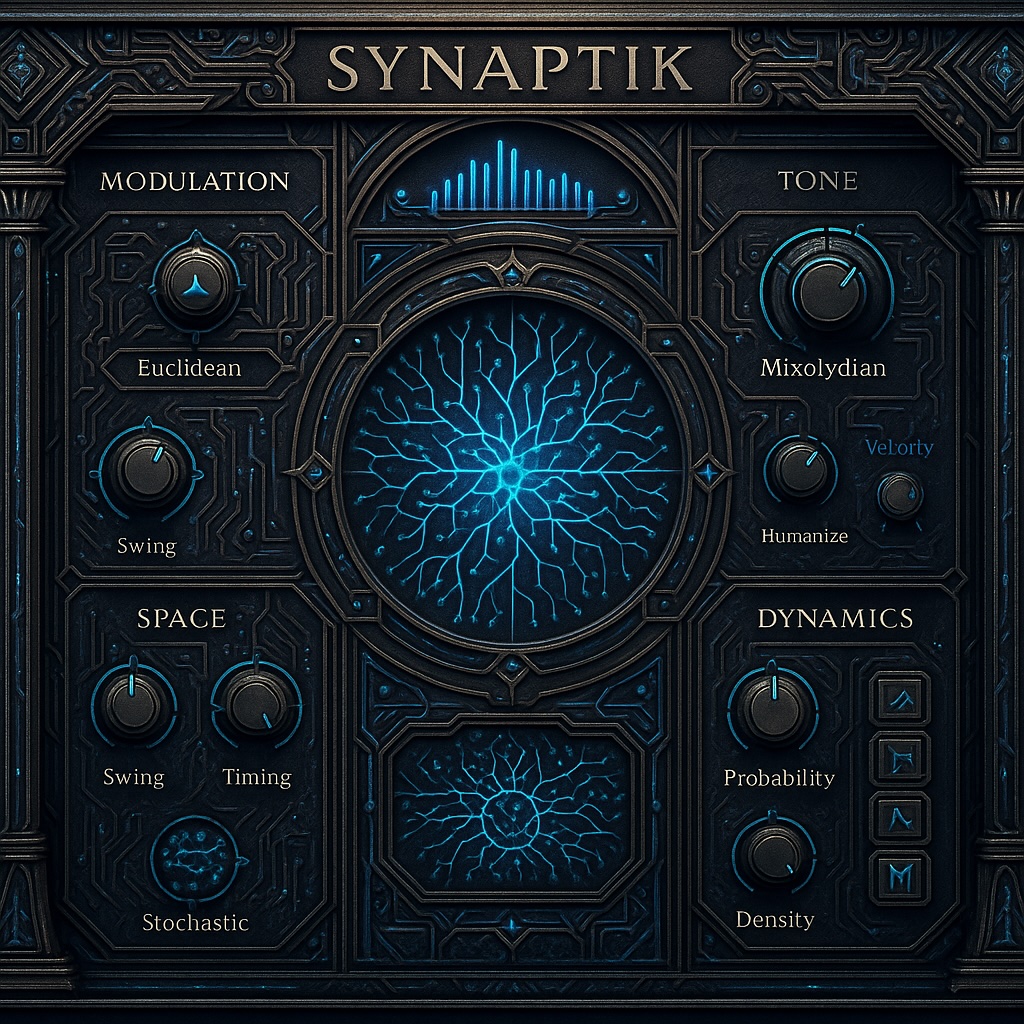 SYNAPTIK
MODULATION
TONE
Euclidean
Mixolydian
Velorty
Swing
Humanize
SPACE
DYNAMICS
Swing
Timing
Probability
Stochastic
Density